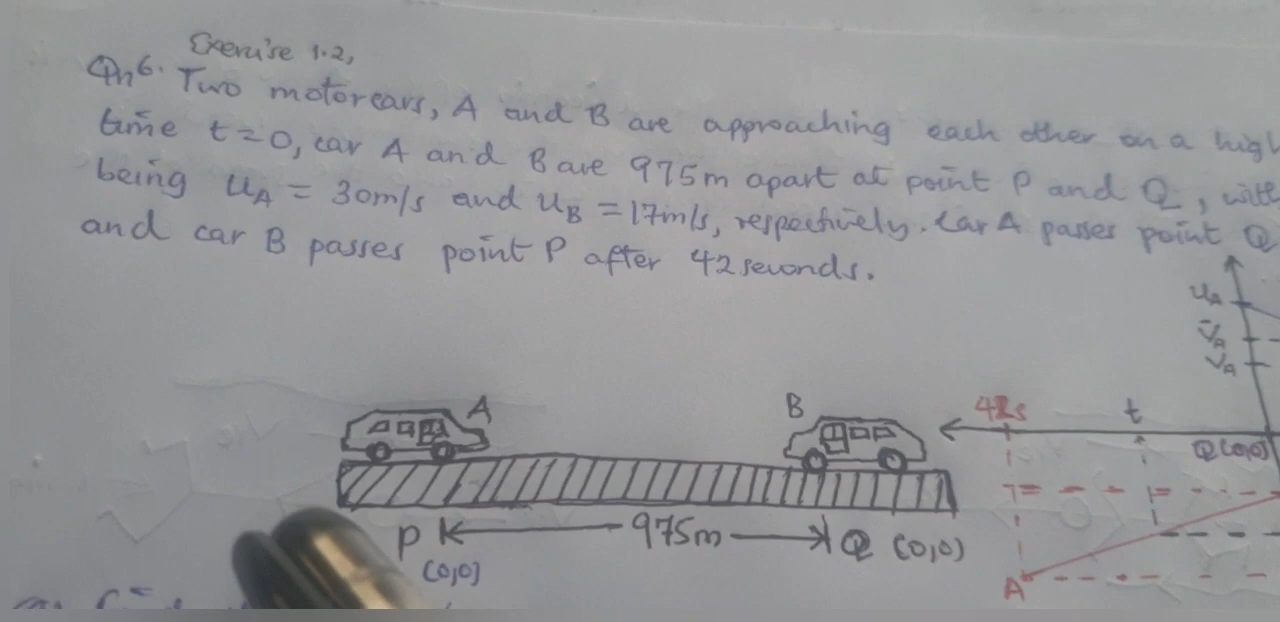 Exercise 1.2,
Qn6. Two motorcars, A and B are approaching each other on a high
time t=0, car A and B are 975m apart at point P and Q, with
being uA = 30m/s and uB = 17m/s, respectively. Car A passes point Q
and car B passes point P after 42 seconds.
uA
V̄A
VA
A
B
42s
t
Q(0,0)
P
975m
Q (0,0)
(0,0)
A